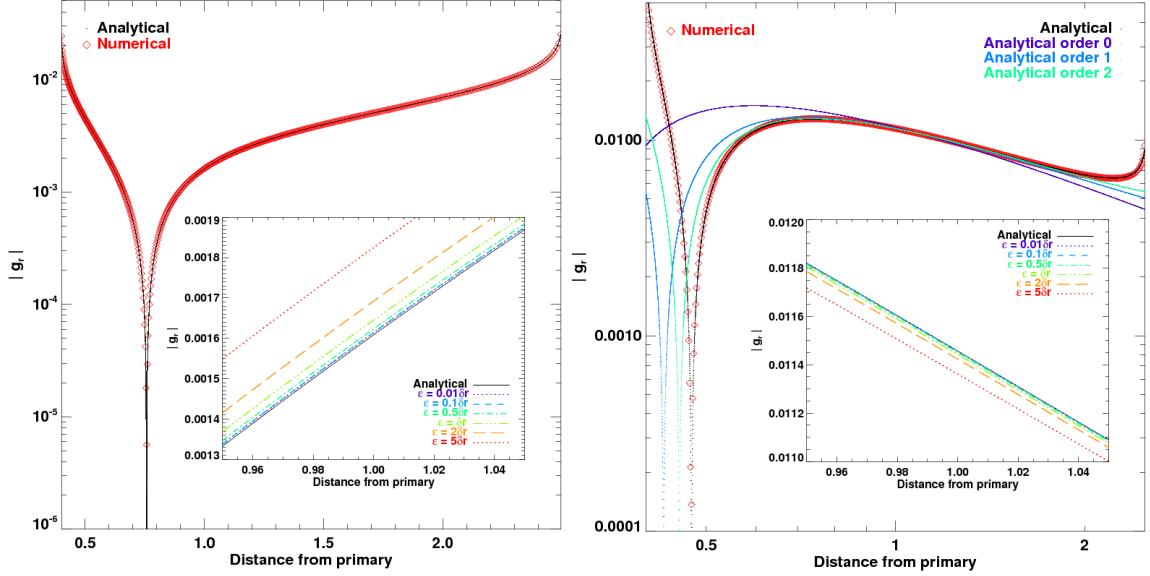 Analytical
Numerical
| gᵣ |
10⁻²
10⁻³
10⁻⁴
10⁻⁵
10⁻⁶
0.5 1.0 1.5 2.0
Distance from primary
0.0019
0.0018
0.0017
0.0016
0.0015
0.0014
0.0013
| gᵣ |
0.96 0.98 1.00 1.02 1.04
Distance from primary
Analytical
ε = 0.01δr
ε = 0.1δr
ε = 0.5δr
ε = δr
ε = 2δr
ε = 5δr
Numerical
Analytical
Analytical order 0
Analytical order 1
Analytical order 2
| gᵣ |
0.0100
0.0010
0.0001
0.5 1 2
Distance from primary
0.0120
0.0118
0.0116
0.0114
0.0112
0.0110
| gᵣ |
0.96 0.98 1.00 1.02 1.04
Distance from primary
Analytical
ε = 0.01δr
ε = 0.1δr
ε = 0.5δr
ε = δr
ε = 2δr
ε = 5δr